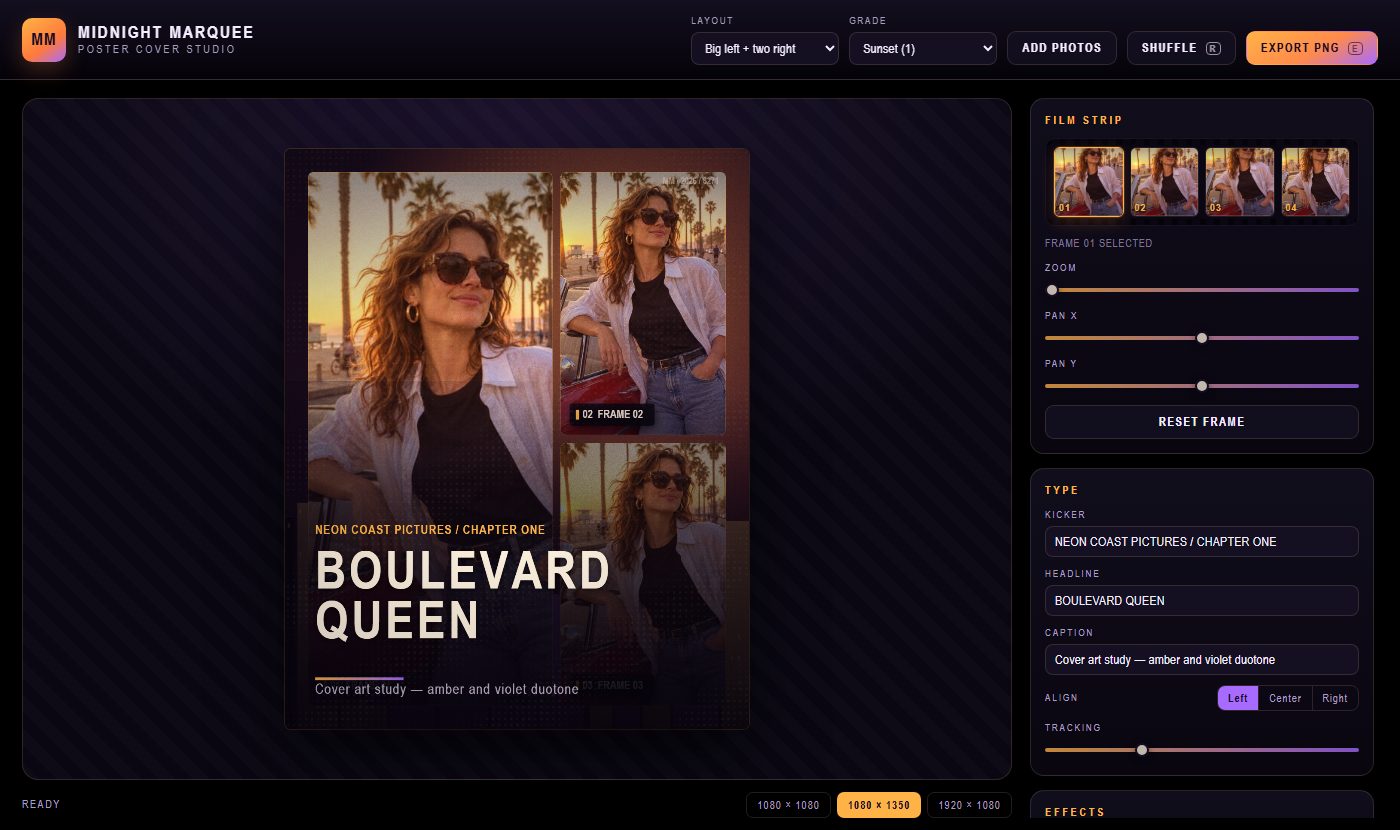 MM
MIDNIGHT MARQUEE
POSTER COVER STUDIO
LAYOUT
Big left + two right
GRADE
Sunset (1)
ADD PHOTOS
SHUFFLE R
EXPORT PNG E
02 FRAME 02
NEON COAST PICTURES / CHAPTER ONE
BOULEVARD
QUEEN
Cover art study — amber and violet duotone
03 FRAME 03
READY
1080 × 1080
1080 × 1350
1920 × 1080
FILM STRIP
01
02
03
04
FRAME 01 SELECTED
ZOOM
PAN X
PAN Y
RESET FRAME
TYPE
KICKER
NEON COAST PICTURES / CHAPTER ONE
HEADLINE
BOULEVARD QUEEN
CAPTION
Cover art study — amber and violet duotone
ALIGN
Left
Center
Right
TRACKING
EFFECTS